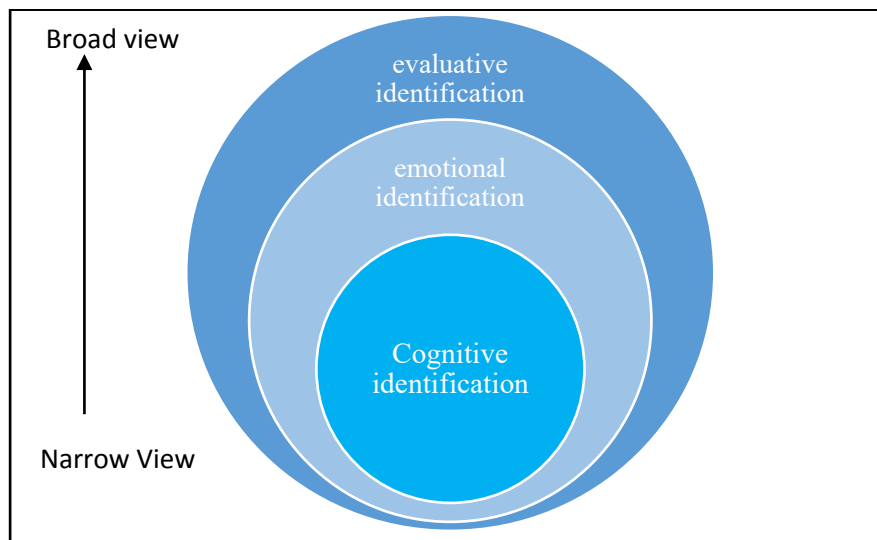 Broad view
evaluative
identification
emotional
identification
Cognitive
identification
Narrow View